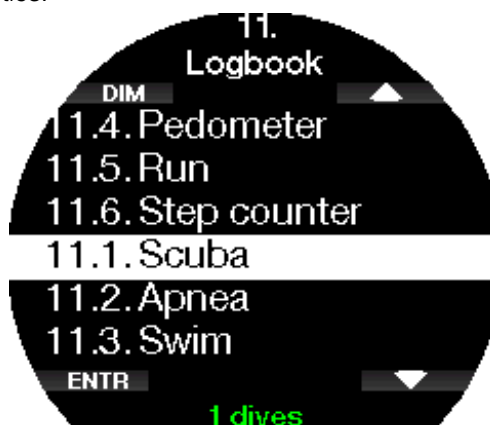 11.
Logbook
DIM
11.4. Pedometer
11.5. Run
11.6. Step counter
11.1. Scuba
11.2. Apnea
11.3. Swim
ENTR
1 dives